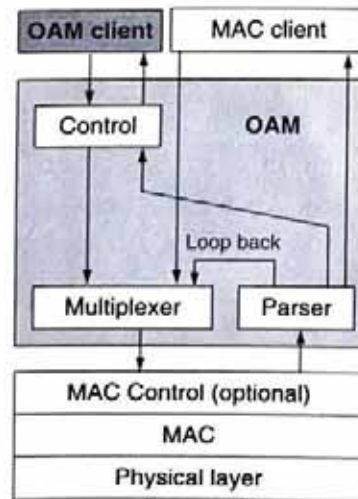 OAM client
MAC client
Control
OAM
Loop back
Multiplexer
Parser
MAC Control (optional)
MAC
Physical layer